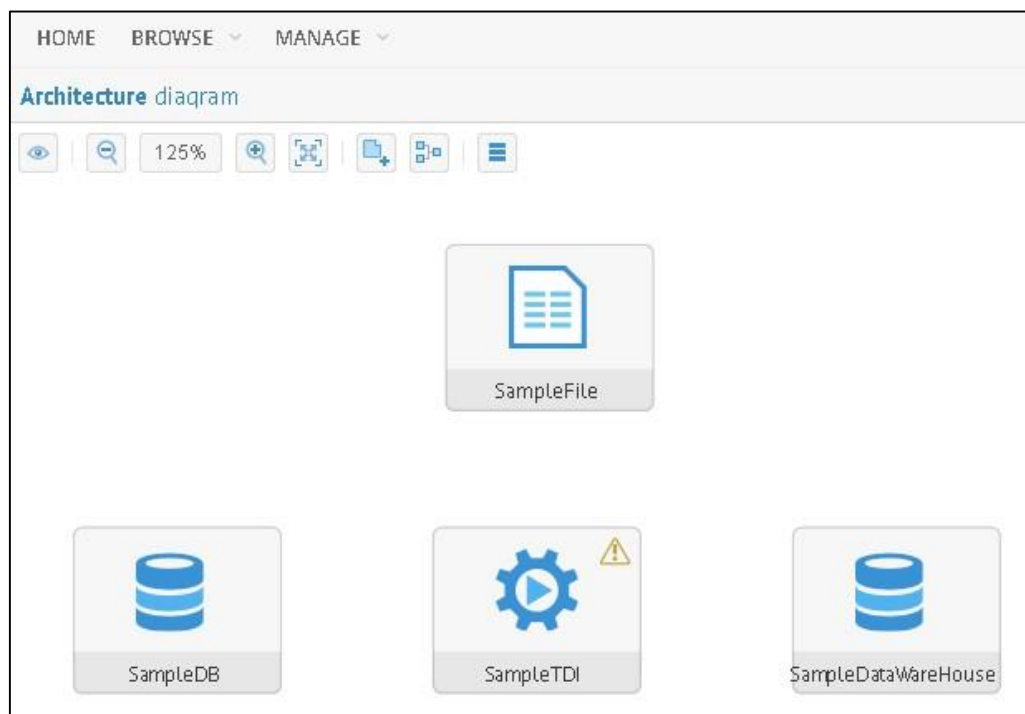 HOME BROWSE MANAGE
Architecture diagram
125%
SampleFile
SampleDB SampleTDI SampleDataWareHouse